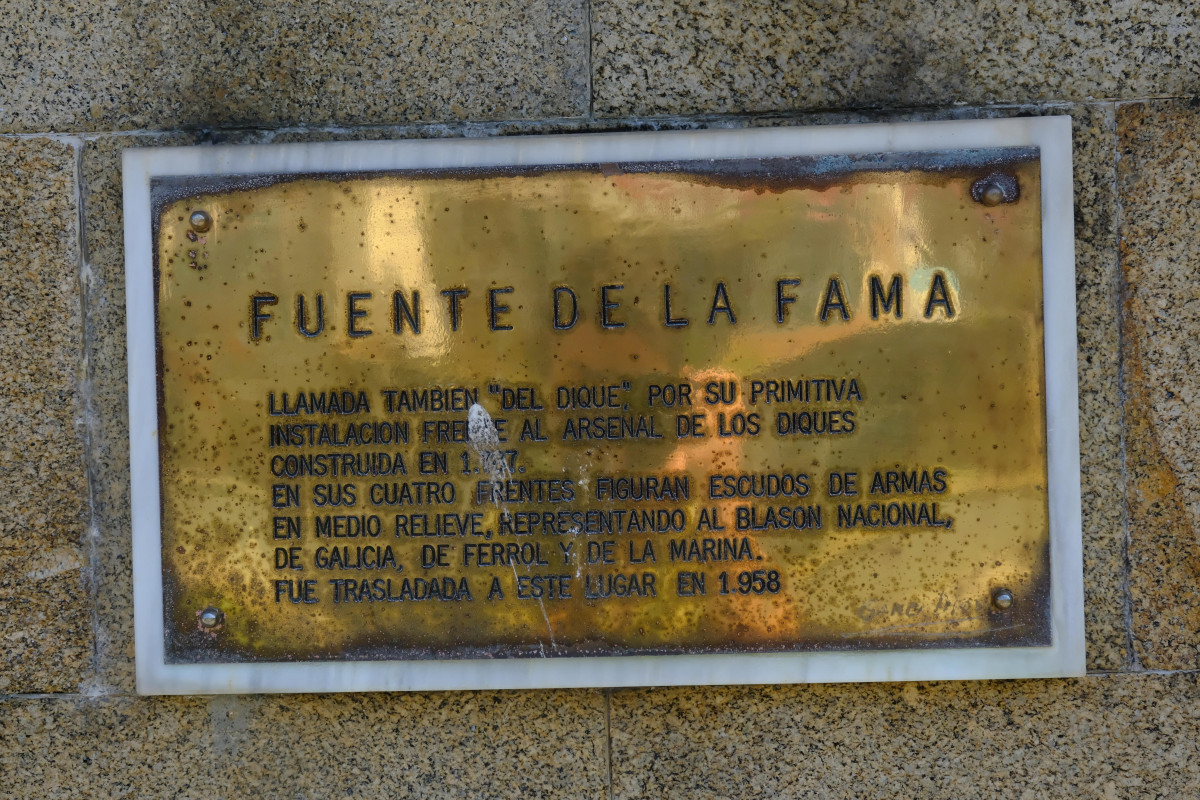 FUENTE DE LA FAMA
LLAMADA TAMBIEN "DEL DIQUE", POR SU PRIMITIVA
INSTALACION AL ARSENAL DE LOS DIQUES
CONSTRUIDA EN
EN SUS CUATRO FRENTES FIGURAN ESCUDOS DE ARMAS
EN MEDIO RELIEVE, REPRESENTANDO AL BLASON NACIONAL,
DE GALICIA, DE FERROL Y DE LA MARINA.
FUE TRASLADADA A ESTE LUGAR EN 1.958